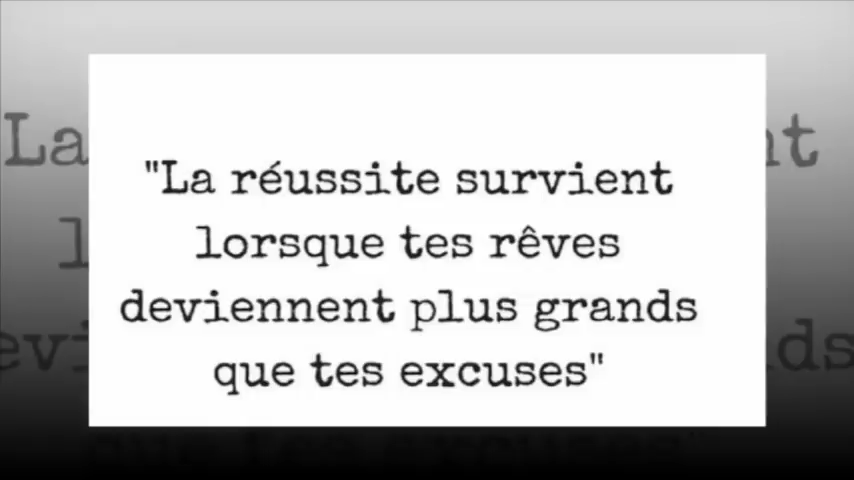 "La réussite survient
lorsque tes rêves
deviennent plus grands
que tes excuses"